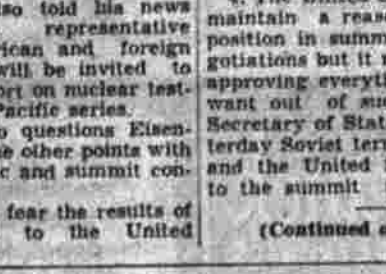 also told his news
representative
rican and foreign
will be invited to
ort on nuclear test-
Pacific series.
o questions Eisen-
e other points with
c and summit con-
fear the results of
to the United
maintain a reas
position in summ
gotiations but it
approving everyt
want out of su
Secretary of Stat
terday Soviet ter
and the United
to the summit
(Continued